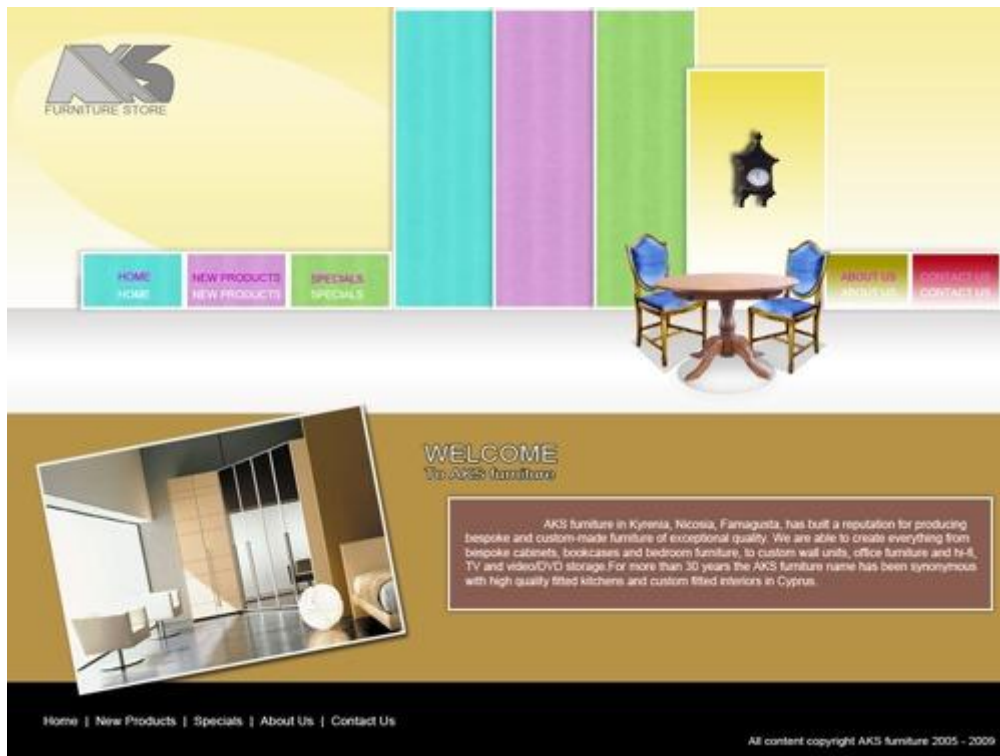 AKS
FURNITURE STORE
HOME
HOME
NEW PRODUCTS
NEW PRODUCTS
SPECIALS
SPECIALS
ABOUT US
ABOUT US
CONTACT US
CONTACT US
WELCOME
To AKS furniture
AKS furniture in Kyrenia, Nicosia, Famagusta, has built a reputation for producing
bespoke and custom-made furniture of exceptional quality. We are able to create everything from
bespoke cabinets, bookcases and bedroom furniture, to custom wall units, office furniture and hi-fi,
TV and video/DVD storage.For more than 30 years the AKS furniture name has been synonymous
with high quality fitted kitchens and custom fitted interiors in Cyprus.
Home | New Products | Specials | About Us | Contact Us
All content copyright AKS furniture 2005 - 2009